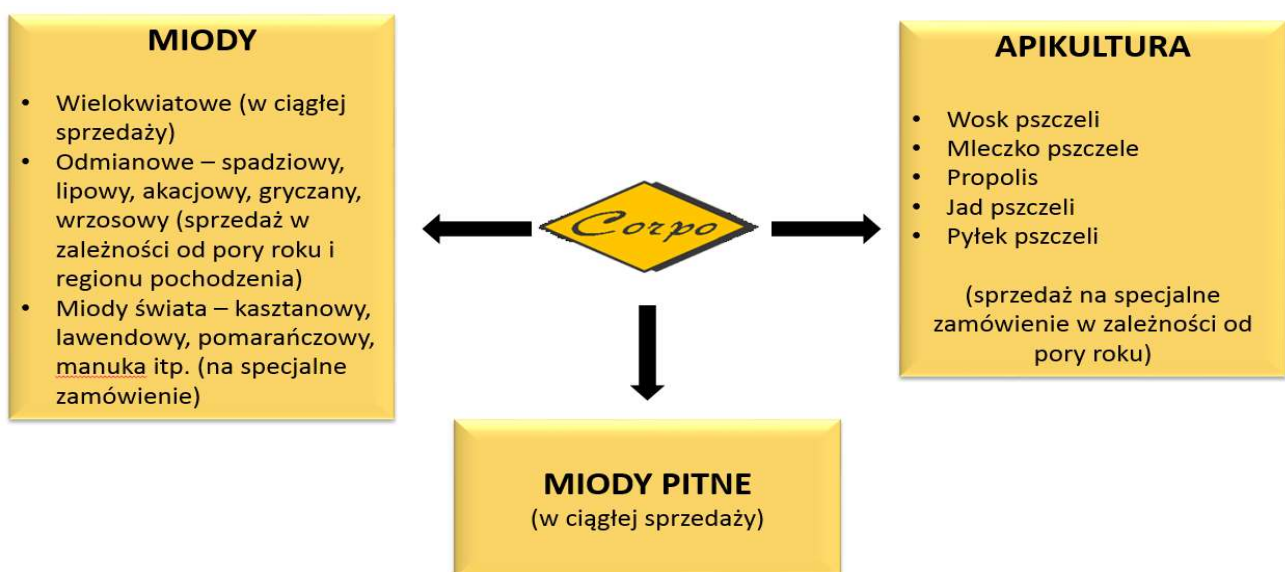 MIODY
• Wielokwiatowe (w ciągłej
sprzedaży)
• Odmianowe – spadziowy,
lipowy, akacjowy, gryczany,
wrzosowy (sprzedaż w
zależności od pory roku i
regionu pochodzenia)
• Miody świata – kasztanowy,
lawendowy, pomarańczowy,
manuka itp. (na specjalne
zamówienie)
Corpo
APIKULTURA
• Wosk pszczeli
• Mleczko pszczele
• Propolis
• Jad pszczeli
• Pyłek pszczeli
(sprzedaż na specjalne
zamówienie w zależności od
pory roku)
MIODY PITNE
(w ciągłej sprzedaży)